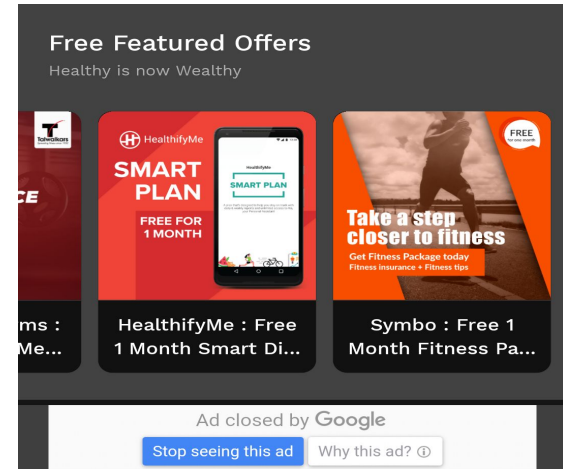 Free Featured Offers
Healthy is now Wealthy
Talwalkars
CE
HealthifyMe
SMART
PLAN
FREE FOR
1 MONTH
HealthifyMe
SMART PLAN
FREE
for one month
Take a step
closer to fitness
Get Fitness Package today
Fitness insurance + Fitness tips
ms :
Me...
HealthifyMe : Free
1 Month Smart Di...
Symbo : Free 1
Month Fitness Pa...
Ad closed by Google
Stop seeing this ad
Why this ad?